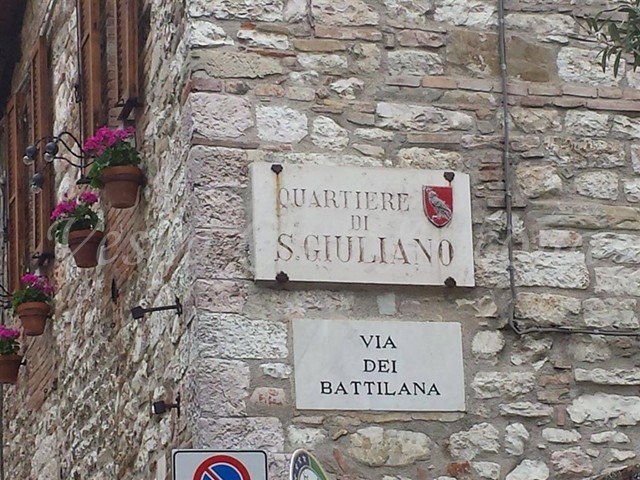 QUARTIERE
DI
S.GIULIANO
VIA
DEI
BATTILANA